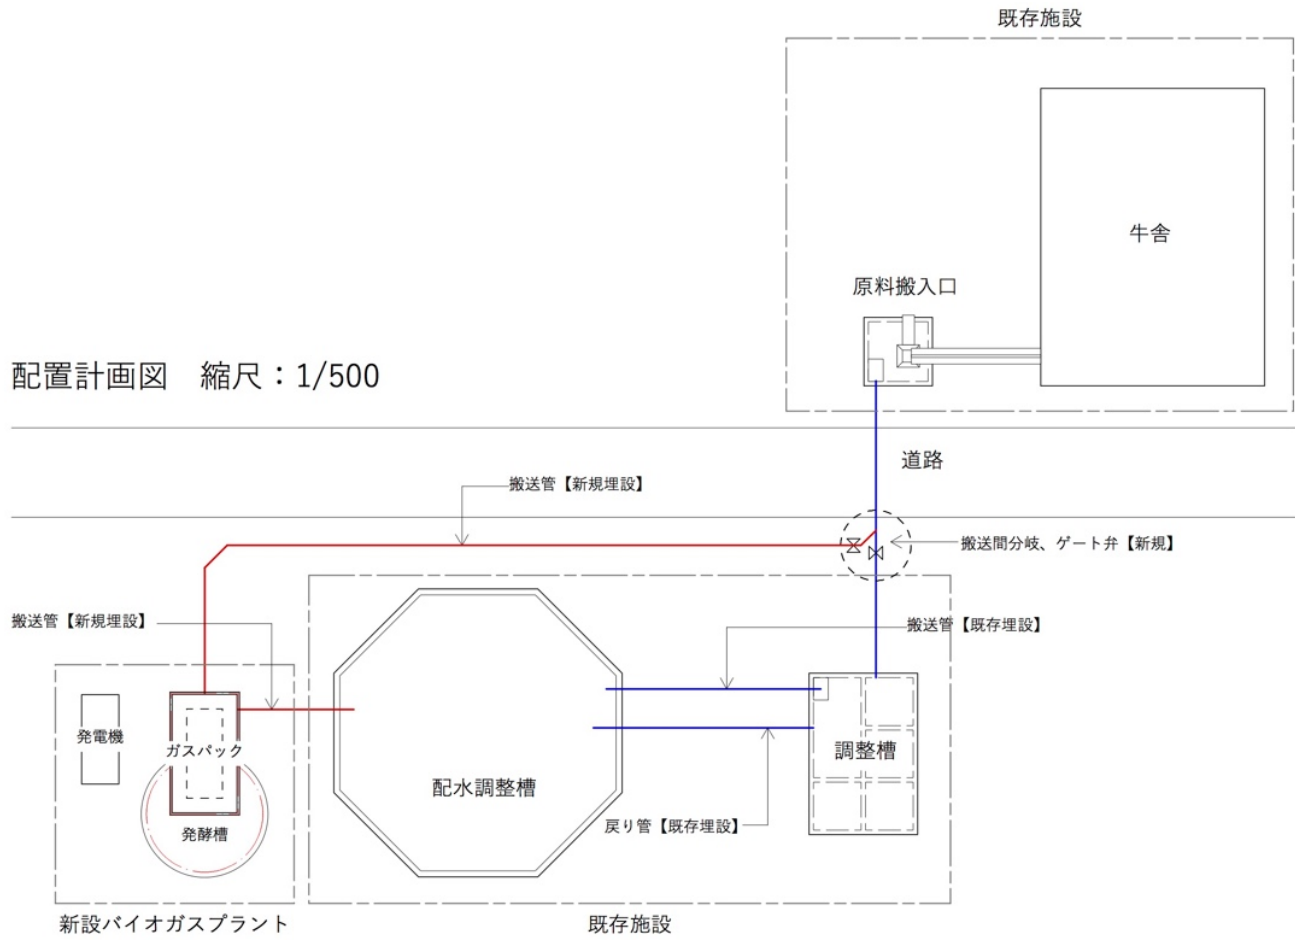 既存施設
牛舎
原料搬入口
配置計画図　縮尺：1/500
道路
搬送管【新規埋設】
搬送間分岐、ゲート弁【新規】
搬送管【新規埋設】
搬送管【既存埋設】
発電機
ガスパック
調整槽
配水調整槽
戻り管【既存埋設】
発酵槽
新設バイオガスプラント
既存施設